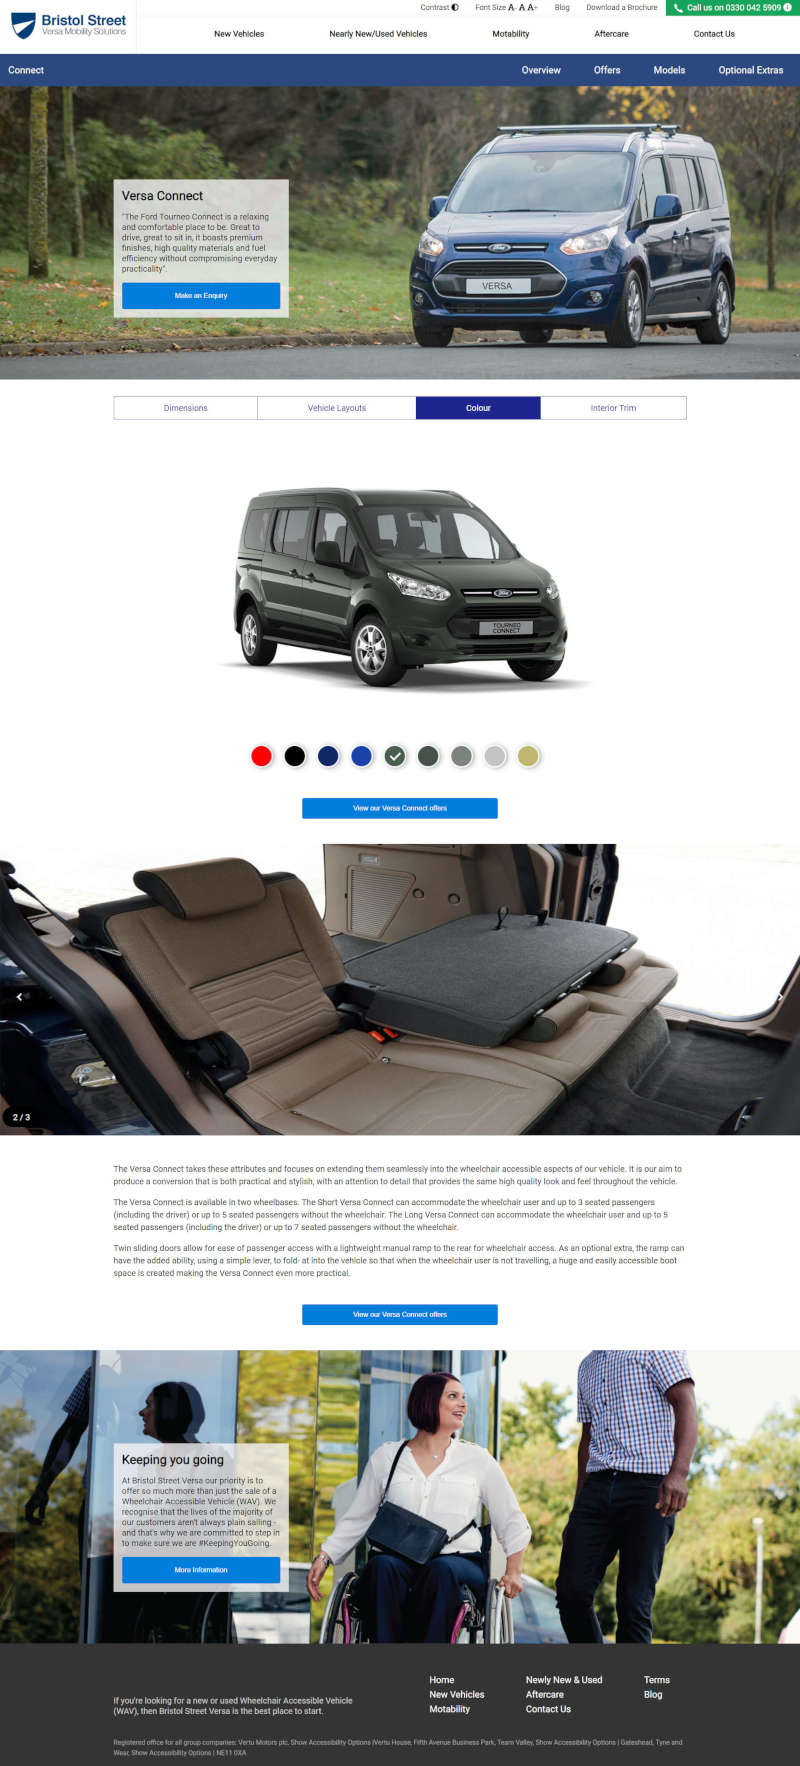 Bristol Street
Versa Mobility Solutions
Contrast
Font Size A- A A+
Blog
Download a Brochure
Call us on 0330 042 5909
New Vehicles
Nearly New/Used Vehicles
Motability
Aftercare
Contact Us
Connect
Overview
Offers
Models
Optional Extras
Versa Connect
"The Ford Tourneo Connect is a relaxing
and comfortable place to be. Great to
drive, great to sit in, it boasts premium
finishes, high quality materials and fuel
efficiency without compromising everyday
practicality".
Make an Enquiry
Ford
VERSA
Dimensions
Vehicle Layouts
Colour
Interior Trim
Ford
TOURNEO
CONNECT
View our Versa Connect offers
2 / 3
The Versa Connect takes these attributes and focuses on extending them seamlessly into the wheelchair accessible aspects of our vehicle. It is our aim to
produce a conversion that is both practical and stylish, with an attention to detail that provides the same high quality look and feel throughout the vehicle.
The Versa Connect is available in two wheelbases. The Short Versa Connect can accommodate the wheelchair user and up to 3 seated passengers
(including the driver) or up to 5 seated passengers without the wheelchair. The Long Versa Connect can accommodate the wheelchair user and up to 5
seated passengers (including the driver) or up to 7 seated passengers without the wheelchair.
Twin sliding doors allow for ease of passenger access with a lightweight manual ramp to the rear for wheelchair access. As an optional extra, the ramp can
have the added ability, using a simple lever, to fold- at into the vehicle so that when the wheelchair user is not travelling, a huge and easily accessible boot
space is created making the Versa Connect even more practical.
View our Versa Connect offers
Keeping you going
At Bristol Street Versa our priority is to
offer so much more than just the sale of a
Wheelchair Accessible Vehicle (WAV). We
recognise that the lives of the majority of
our customers aren't always plain sailing -
and that's why we are committed to step in
to make sure we are #KeepingYouGoing.
More Information
If you're looking for a new or used Wheelchair Accessible Vehicle
(WAV), then Bristol Street Versa is the best place to start.
Home
New Vehicles
Motability
Newly New & Used
Aftercare
Contact Us
Terms
Blog
Registered office for all group companies: Vertu Motors plc, Show Accessibility Options |Vertu House, Fifth Avenue Business Park, Team Valley, Show Accessibility Options | Gateshead, Tyne and
Wear, Show Accessibility Options | NE11 0XA